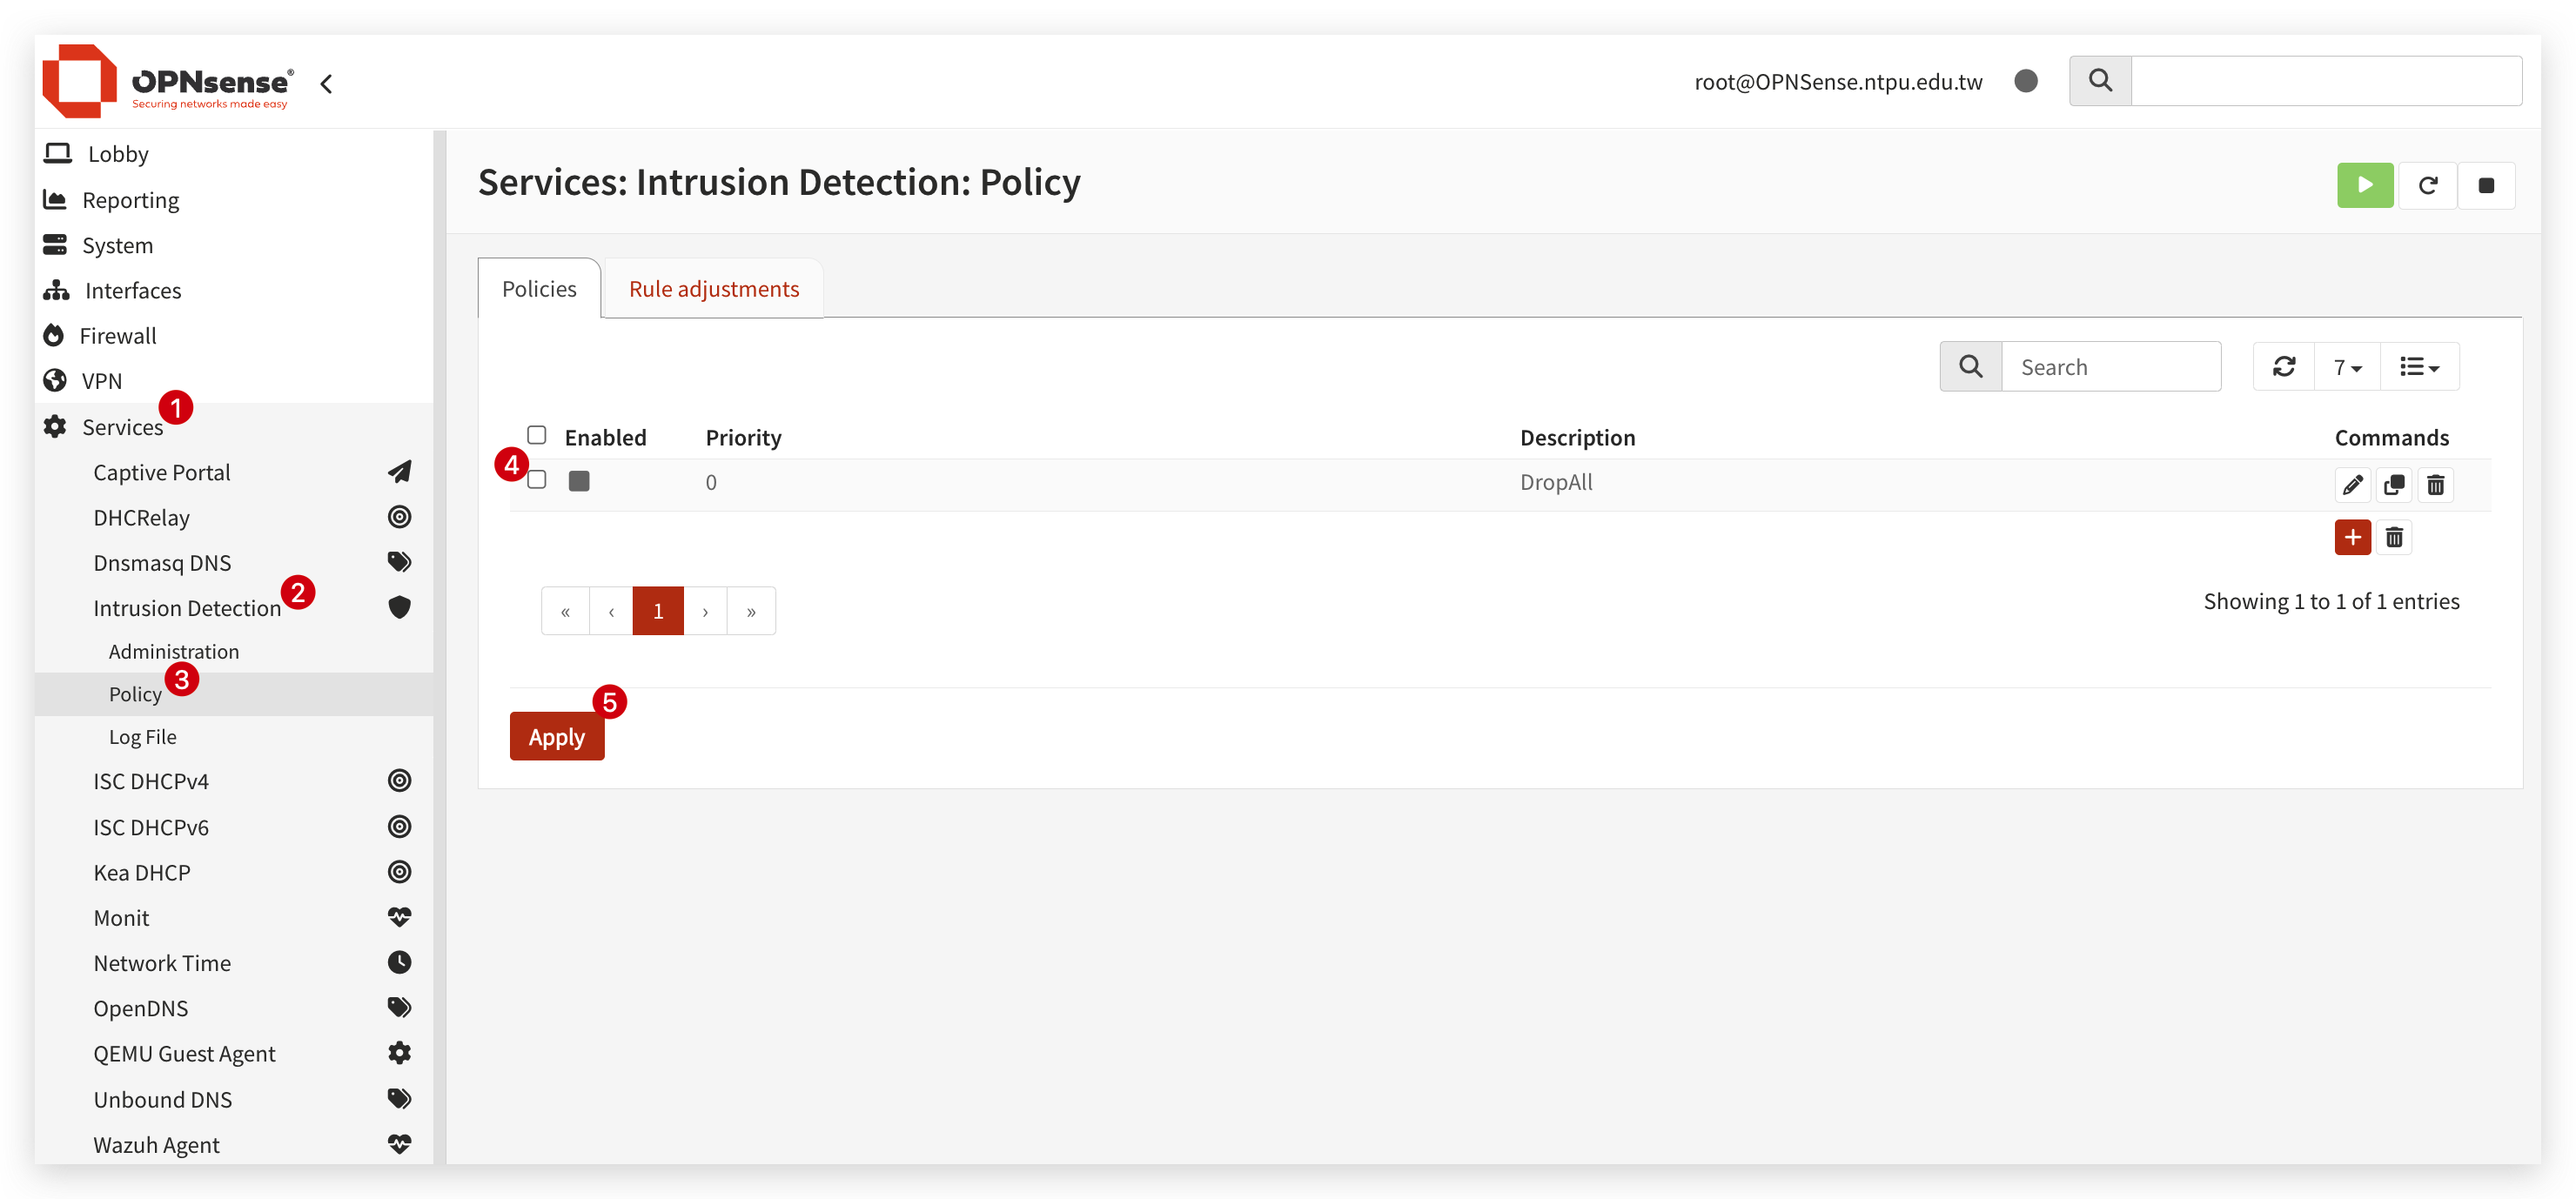 OPNsense®
Securing networks made easy
root@OPNSense.ntpu.edu.tw
Lobby
Reporting
System
Interfaces
Firewall
VPN
1
Services
Captive Portal
DHCRelay
Dnsmasq DNS
2
Intrusion Detection
Administration
3
Policy
Log File
ISC DHCPv4
ISC DHCPv6
Kea DHCP
Monit
Network Time
OpenDNS
QEMU Guest Agent
Unbound DNS
Wazuh Agent
Services: Intrusion Detection: Policy
Policies Rule adjustments
Search 7
Enabled Priority Description Commands
4
0 DropAll
+
« ‹ 1 › »
Showing 1 to 1 of 1 entries
5
Apply